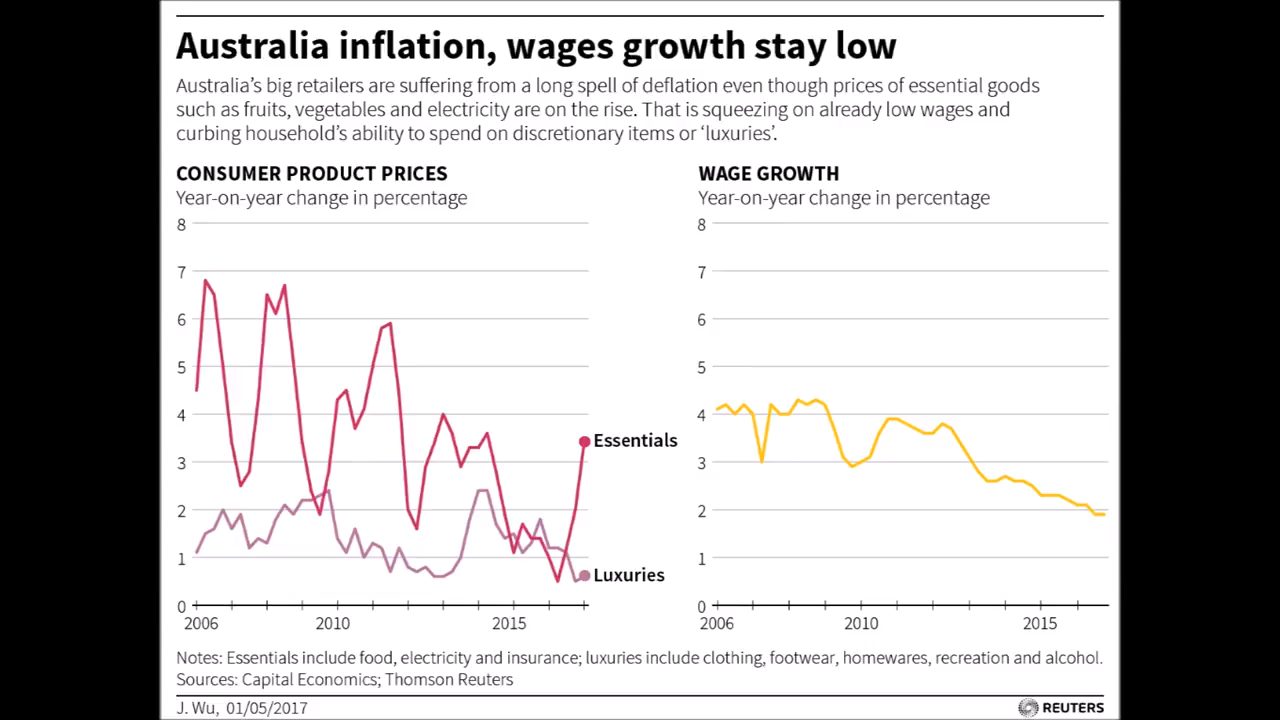 Australia inflation, wages growth stay low
Australia's big retailers are suffering from a long spell of deflation even though prices of essential goods
such as fruits, vegetables and electricity are on the rise. That is squeezing on already low wages and
curbing household's ability to spend on discretionary items or ‘luxuries’.
CONSUMER PRODUCT PRICES
Year-on-year change in percentage
8
7
6
5
4
3
2
1
0
2006 2010 2015
Essentials
Luxuries
WAGE GROWTH
Year-on-year change in percentage
8
7
6
5
4
3
2
1
0
2006 2010 2015
Notes: Essentials include food, electricity and insurance; luxuries include clothing, footwear, homewares, recreation and alcohol.
Sources: Capital Economics; Thomson Reuters
J. Wu, 01/05/2017
REUTERS